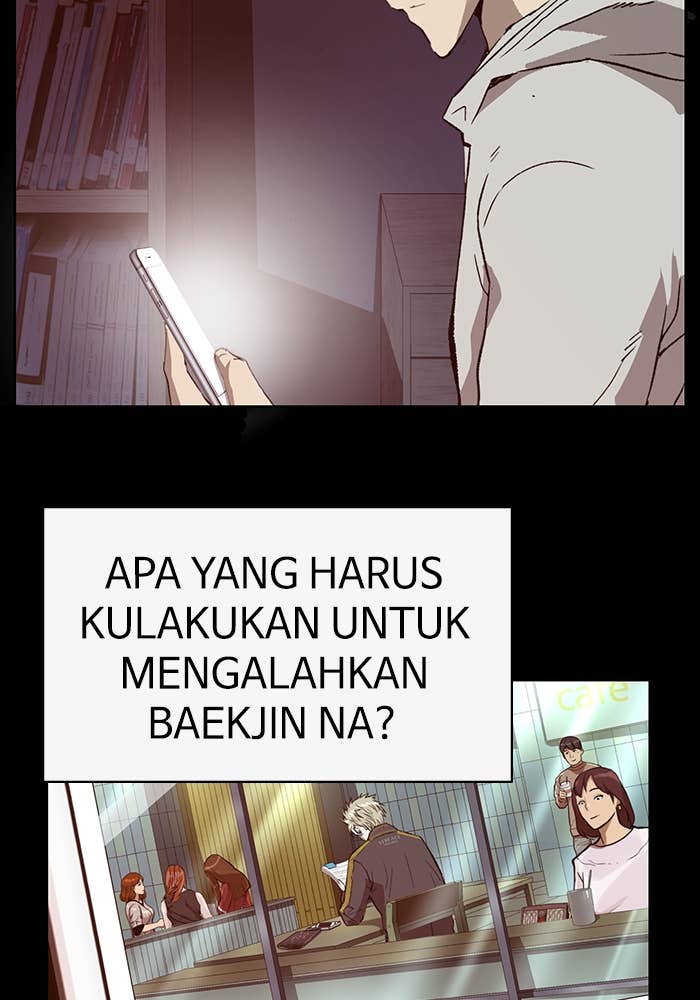 APA YANG HARUS
KULAKUKAN UNTUK
MENGALAHKAN
BAEKJIN NA?
cafe